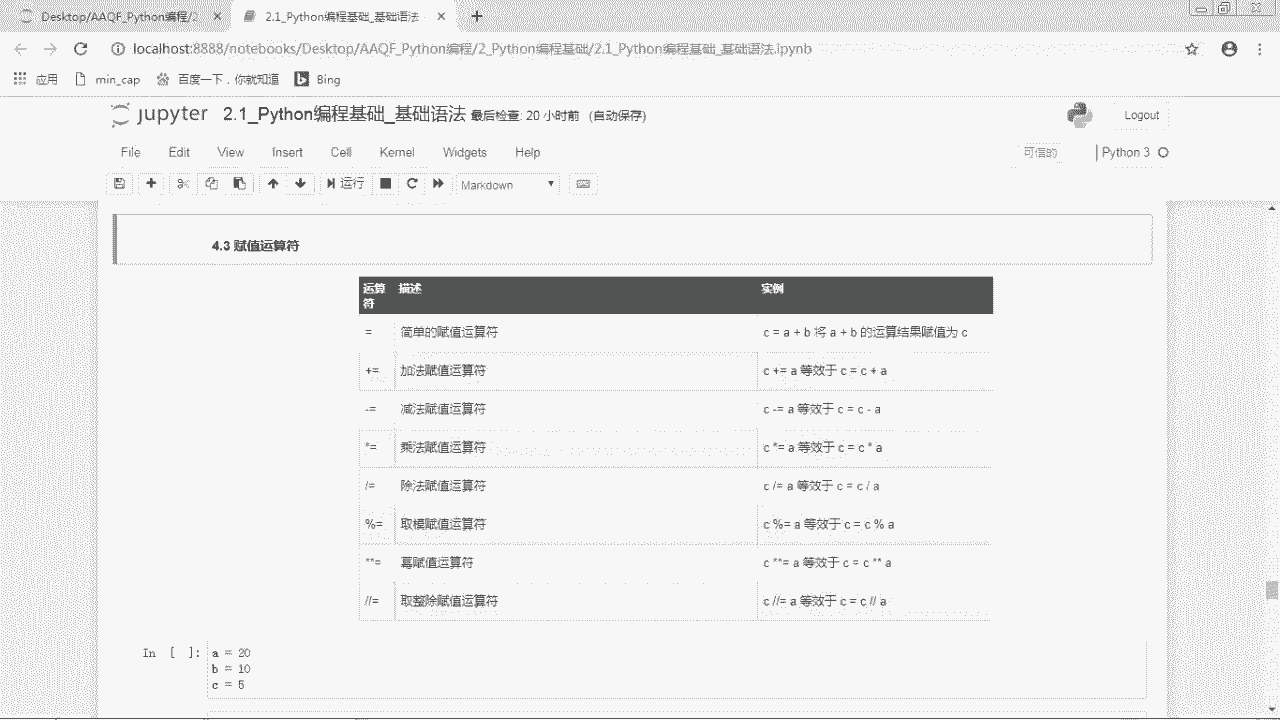 Desktop/AAQF_Python编程/2
2.1_Python编程基础_基础语法
localhost:8888/notebooks/Desktop/AAQF_Python编程/2_Python编程基础/2.1_Python编程基础_基础语法.ipynb
应用 min_cap 百度一下，你就知道 Bing
jupyter 2.1_Python编程基础_基础语法 最后检查: 20 小时前 (自动保存) Logout
File Edit View Insert Cell Kernel Widgets Help 可信的 Python 3
运行 Markdown
4.3 赋值运算符
运算符 描述 实例
= 简单的赋值运算符 c = a + b 将 a + b 的运算结果赋值为 c
+= 加法赋值运算符 c += a 等效于 c = c + a
-= 减法赋值运算符 c -= a 等效于 c = c - a
*= 乘法赋值运算符 c *= a 等效于 c = c * a
/= 除法赋值运算符 c /= a 等效于 c = c / a
%= 取模赋值运算符 c %= a 等效于 c = c % a
**= 幂赋值运算符 c **= a 等效于 c = c ** a
//= 取整除赋值运算符 c //= a 等效于 c = c // a
In [ ]: a = 20
b = 10
c = 5